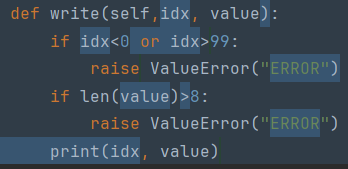 def write(self,idx, value):
    if idx<0 or idx>99:
        raise ValueError("ERROR")
    if len(value)>8:
        raise ValueError("ERROR")
    print(idx, value)